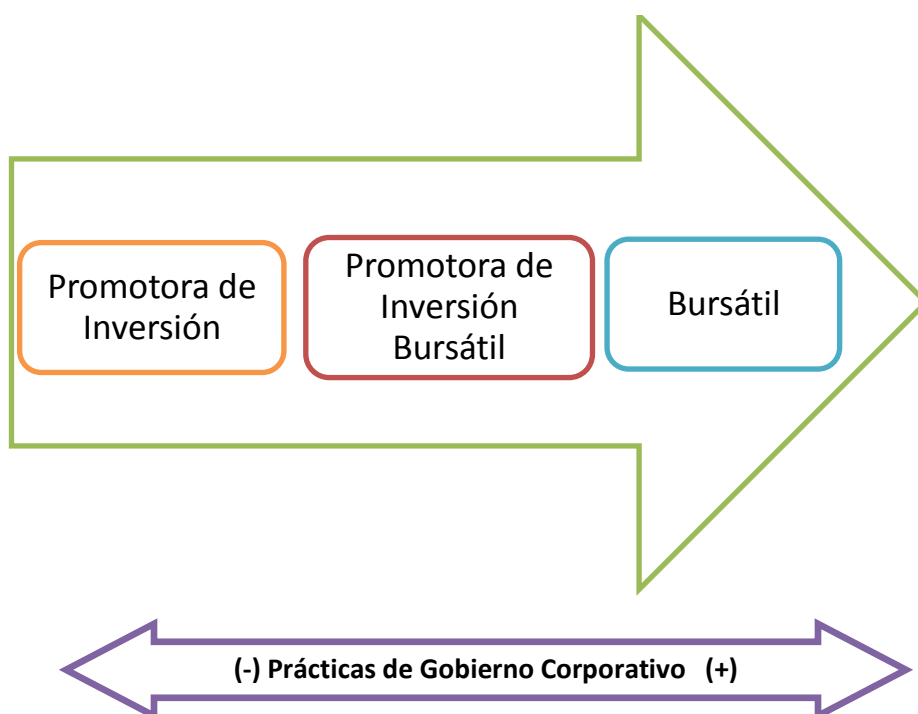 Promotora de
Inversión
Promotora de
Inversión
Bursátil
Bursátil
(-) Prácticas de Gobierno Corporativo (+)